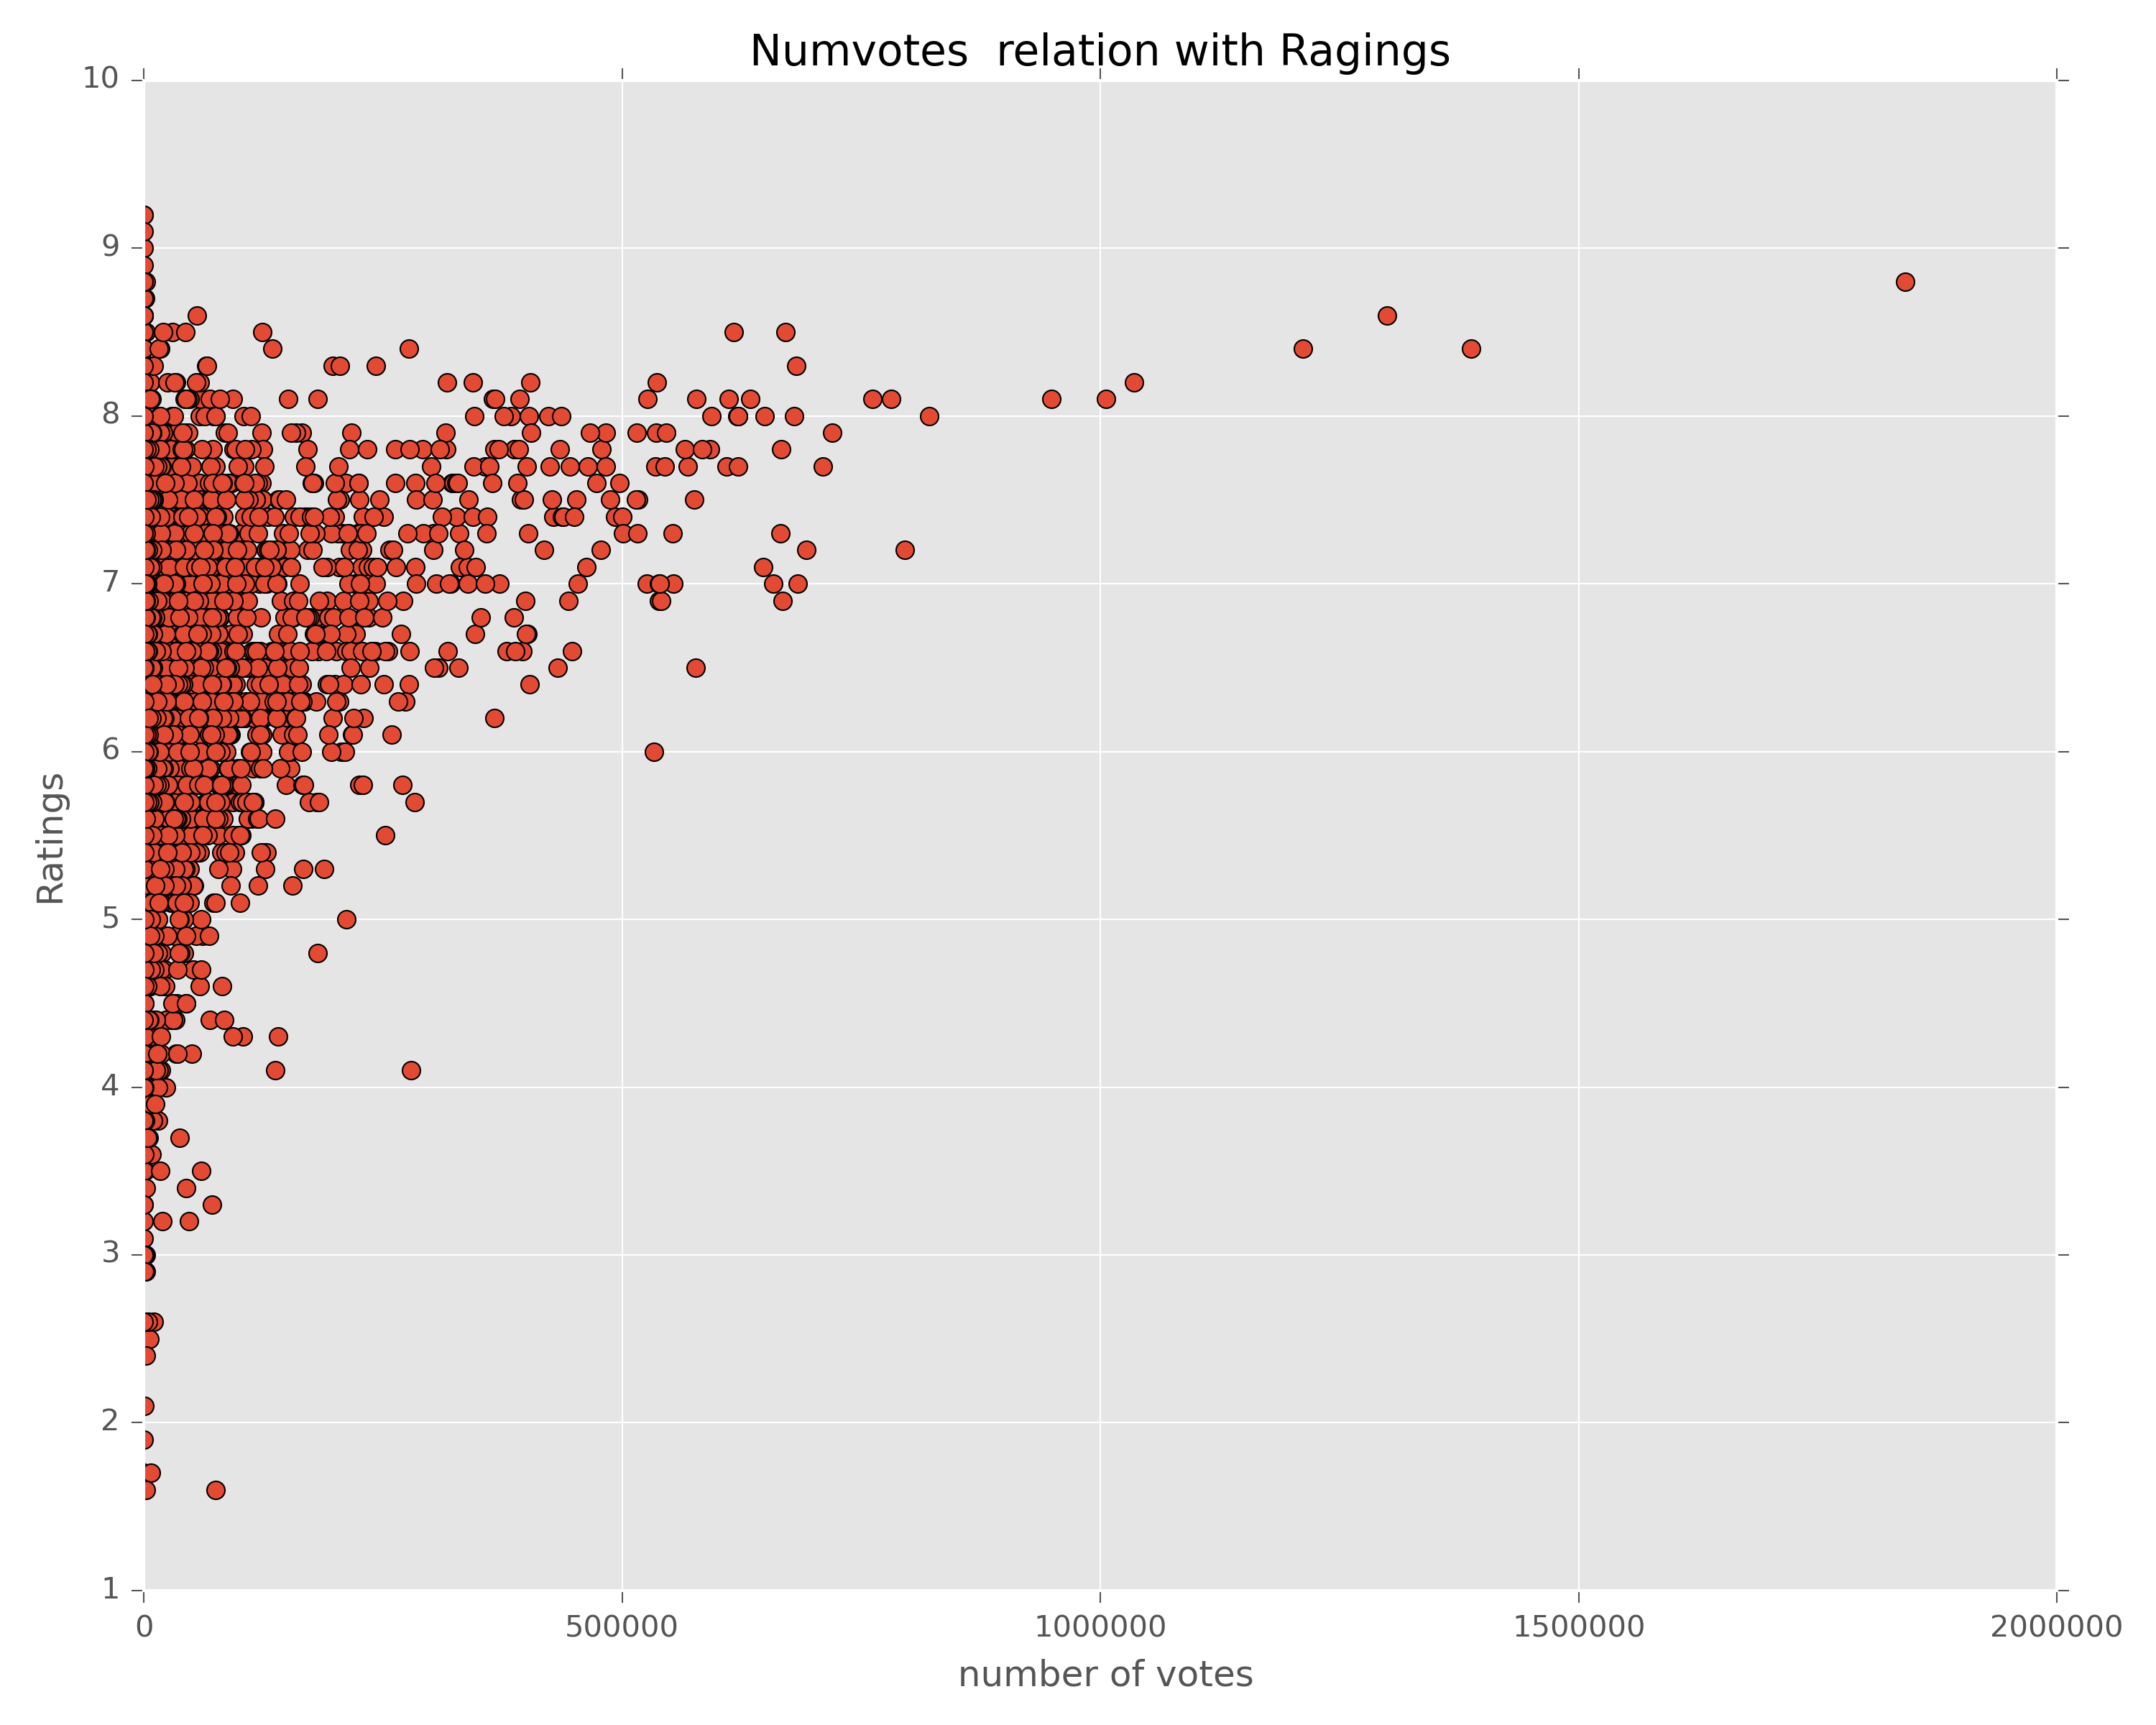 Numvotes  relation with Ragings
10
9
8
7
6
5
4
3
2
1
Ratings
0 500000 1000000 1500000 2000000
number of votes